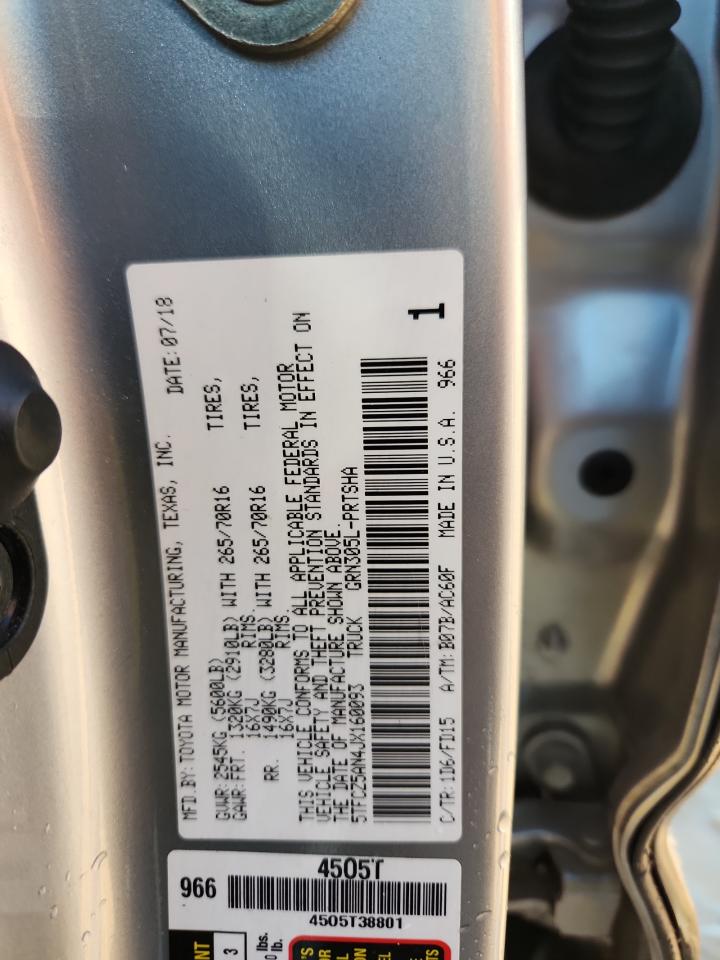 MFD.BY:TOYOTA MOTOR MANUFACTURING, TEXAS, INC. DATE:07/18
GVWR:2545KG (5600LB)
GAWR:FRT. 1320KG (2910LB) WITH 265/70R16 TIRES,
16X7J RIMS.
RR. 1490KG (3280LB) WITH 265/70R16 TIRES,
16X7J RIMS.
THIS VEHICLE CONFORMS TO ALL APPLICABLE FEDERAL MOTOR
VEHICLE SAFETY AND THEFT PREVENTION STANDARDS IN EFFECT ON
THE DATE OF MANUFACTURE SHOWN ABOVE.
5TFCZ5AN4JX160093 TRUCK GRN305L-PRTSHA
1
C/TR:1D6/FD15 A/TM:B07B/AC60F MADE IN U.S.A. 966
4505T
966
4505T38801
3
lbs.
lb.